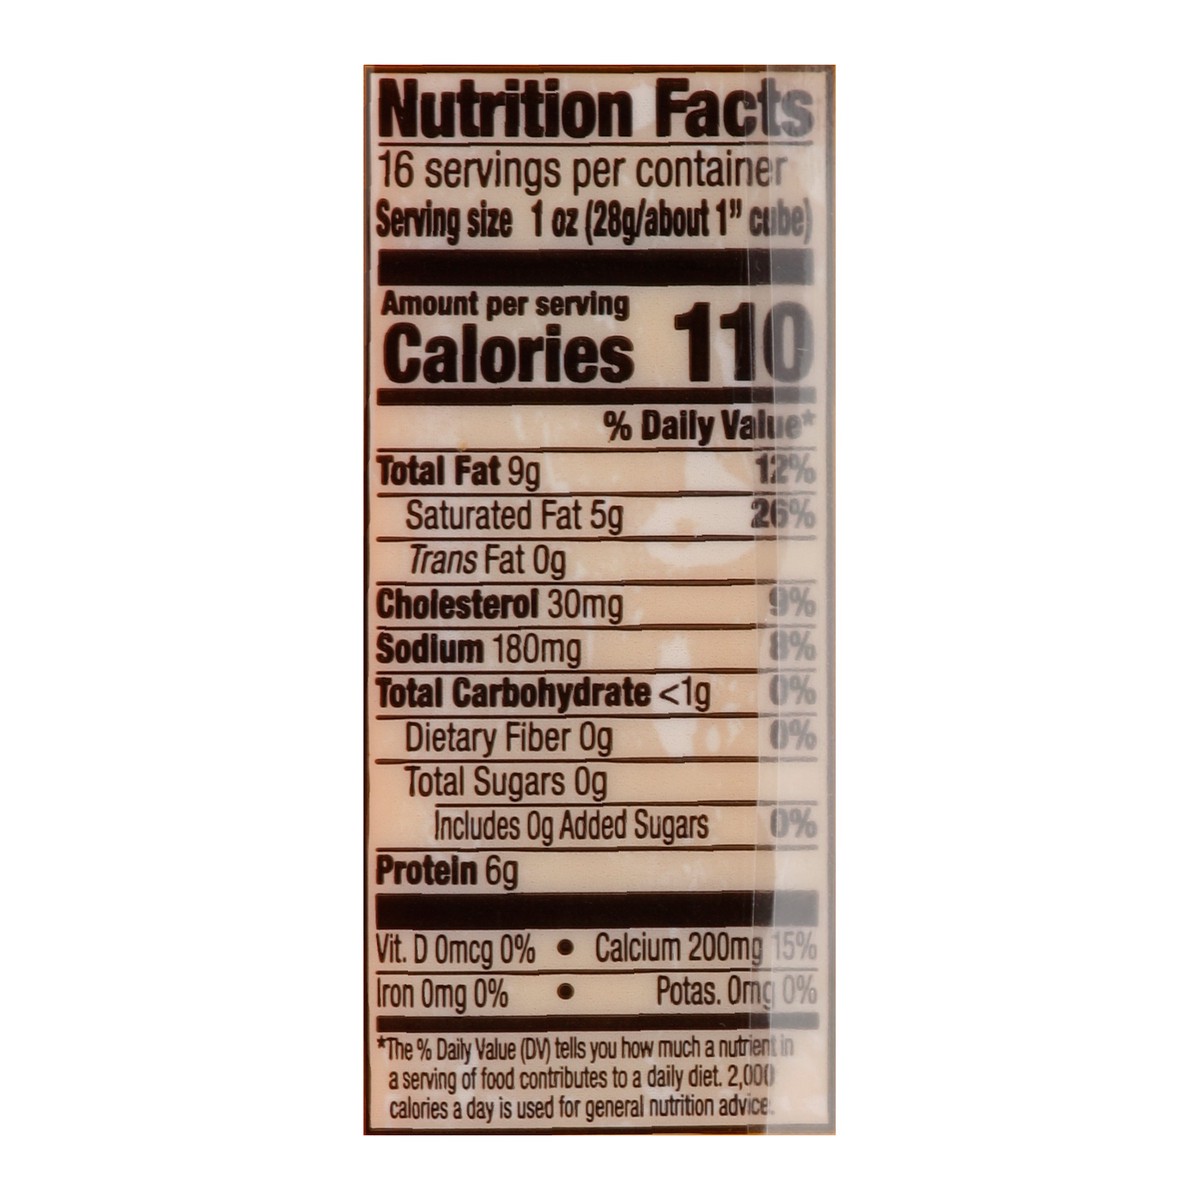 Nutrition Facts
16 servings per container
Serving size 1 oz (28g/about 1” cube)
Amount per serving
Calories 110
% Daily Value*
Total Fat 9g 12%
Saturated Fat 5g 26%
Trans Fat 0g
Cholesterol 30mg 9%
Sodium 180mg 8%
Total Carbohydrate <1g 0%
Dietary Fiber 0g 0%
Total Sugars 0g
Includes 0g Added Sugars 0%
Protein 6g
Vit. D 0mcg 0% • Calcium 200mg 15%
Iron 0mg 0% • Potas. 0mg 0%
*The % Daily Value (DV) tells you how much a nutrient in
a serving of food contributes to a daily diet. 2,000
calories a day is used for general nutrition advice.